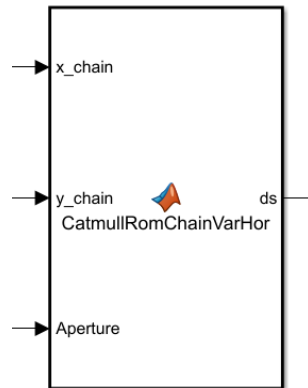 x_chain
y_chain
ds
CatmullRomChainVarHor
Aperture